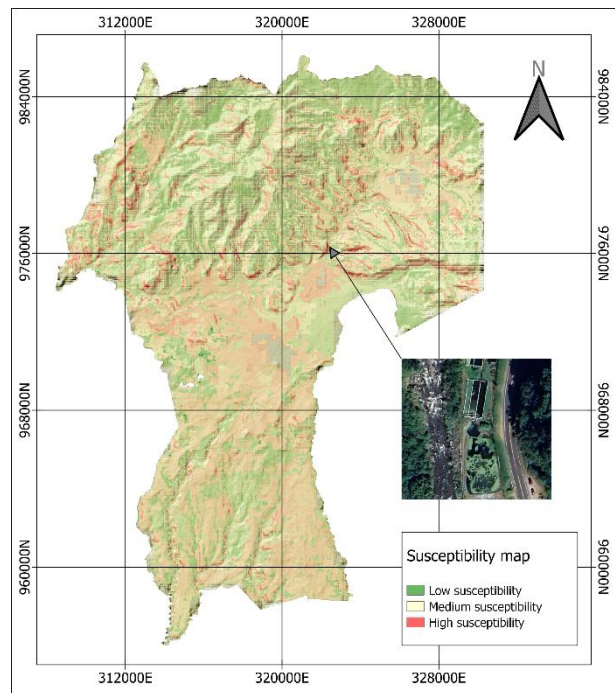 312000E 320000E 328000E
N
984000N 984000N
976000N 976000N
968000N 968000N
960000N 960000N
Susceptibility map
Low susceptibility
Medium susceptibility
High susceptibility
312000E 320000E 328000E